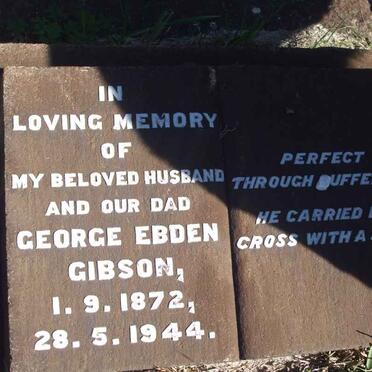 IN
LOVING MEMORY
OF
MY BELOVED HUSBAND
AND OUR DAD
GEORGE EBDEN
GIBSON,
1.9.1872,
28.5.1944.
PERFECT
THROUGH SUFFE
HE CARRIED
CROSS WITH A